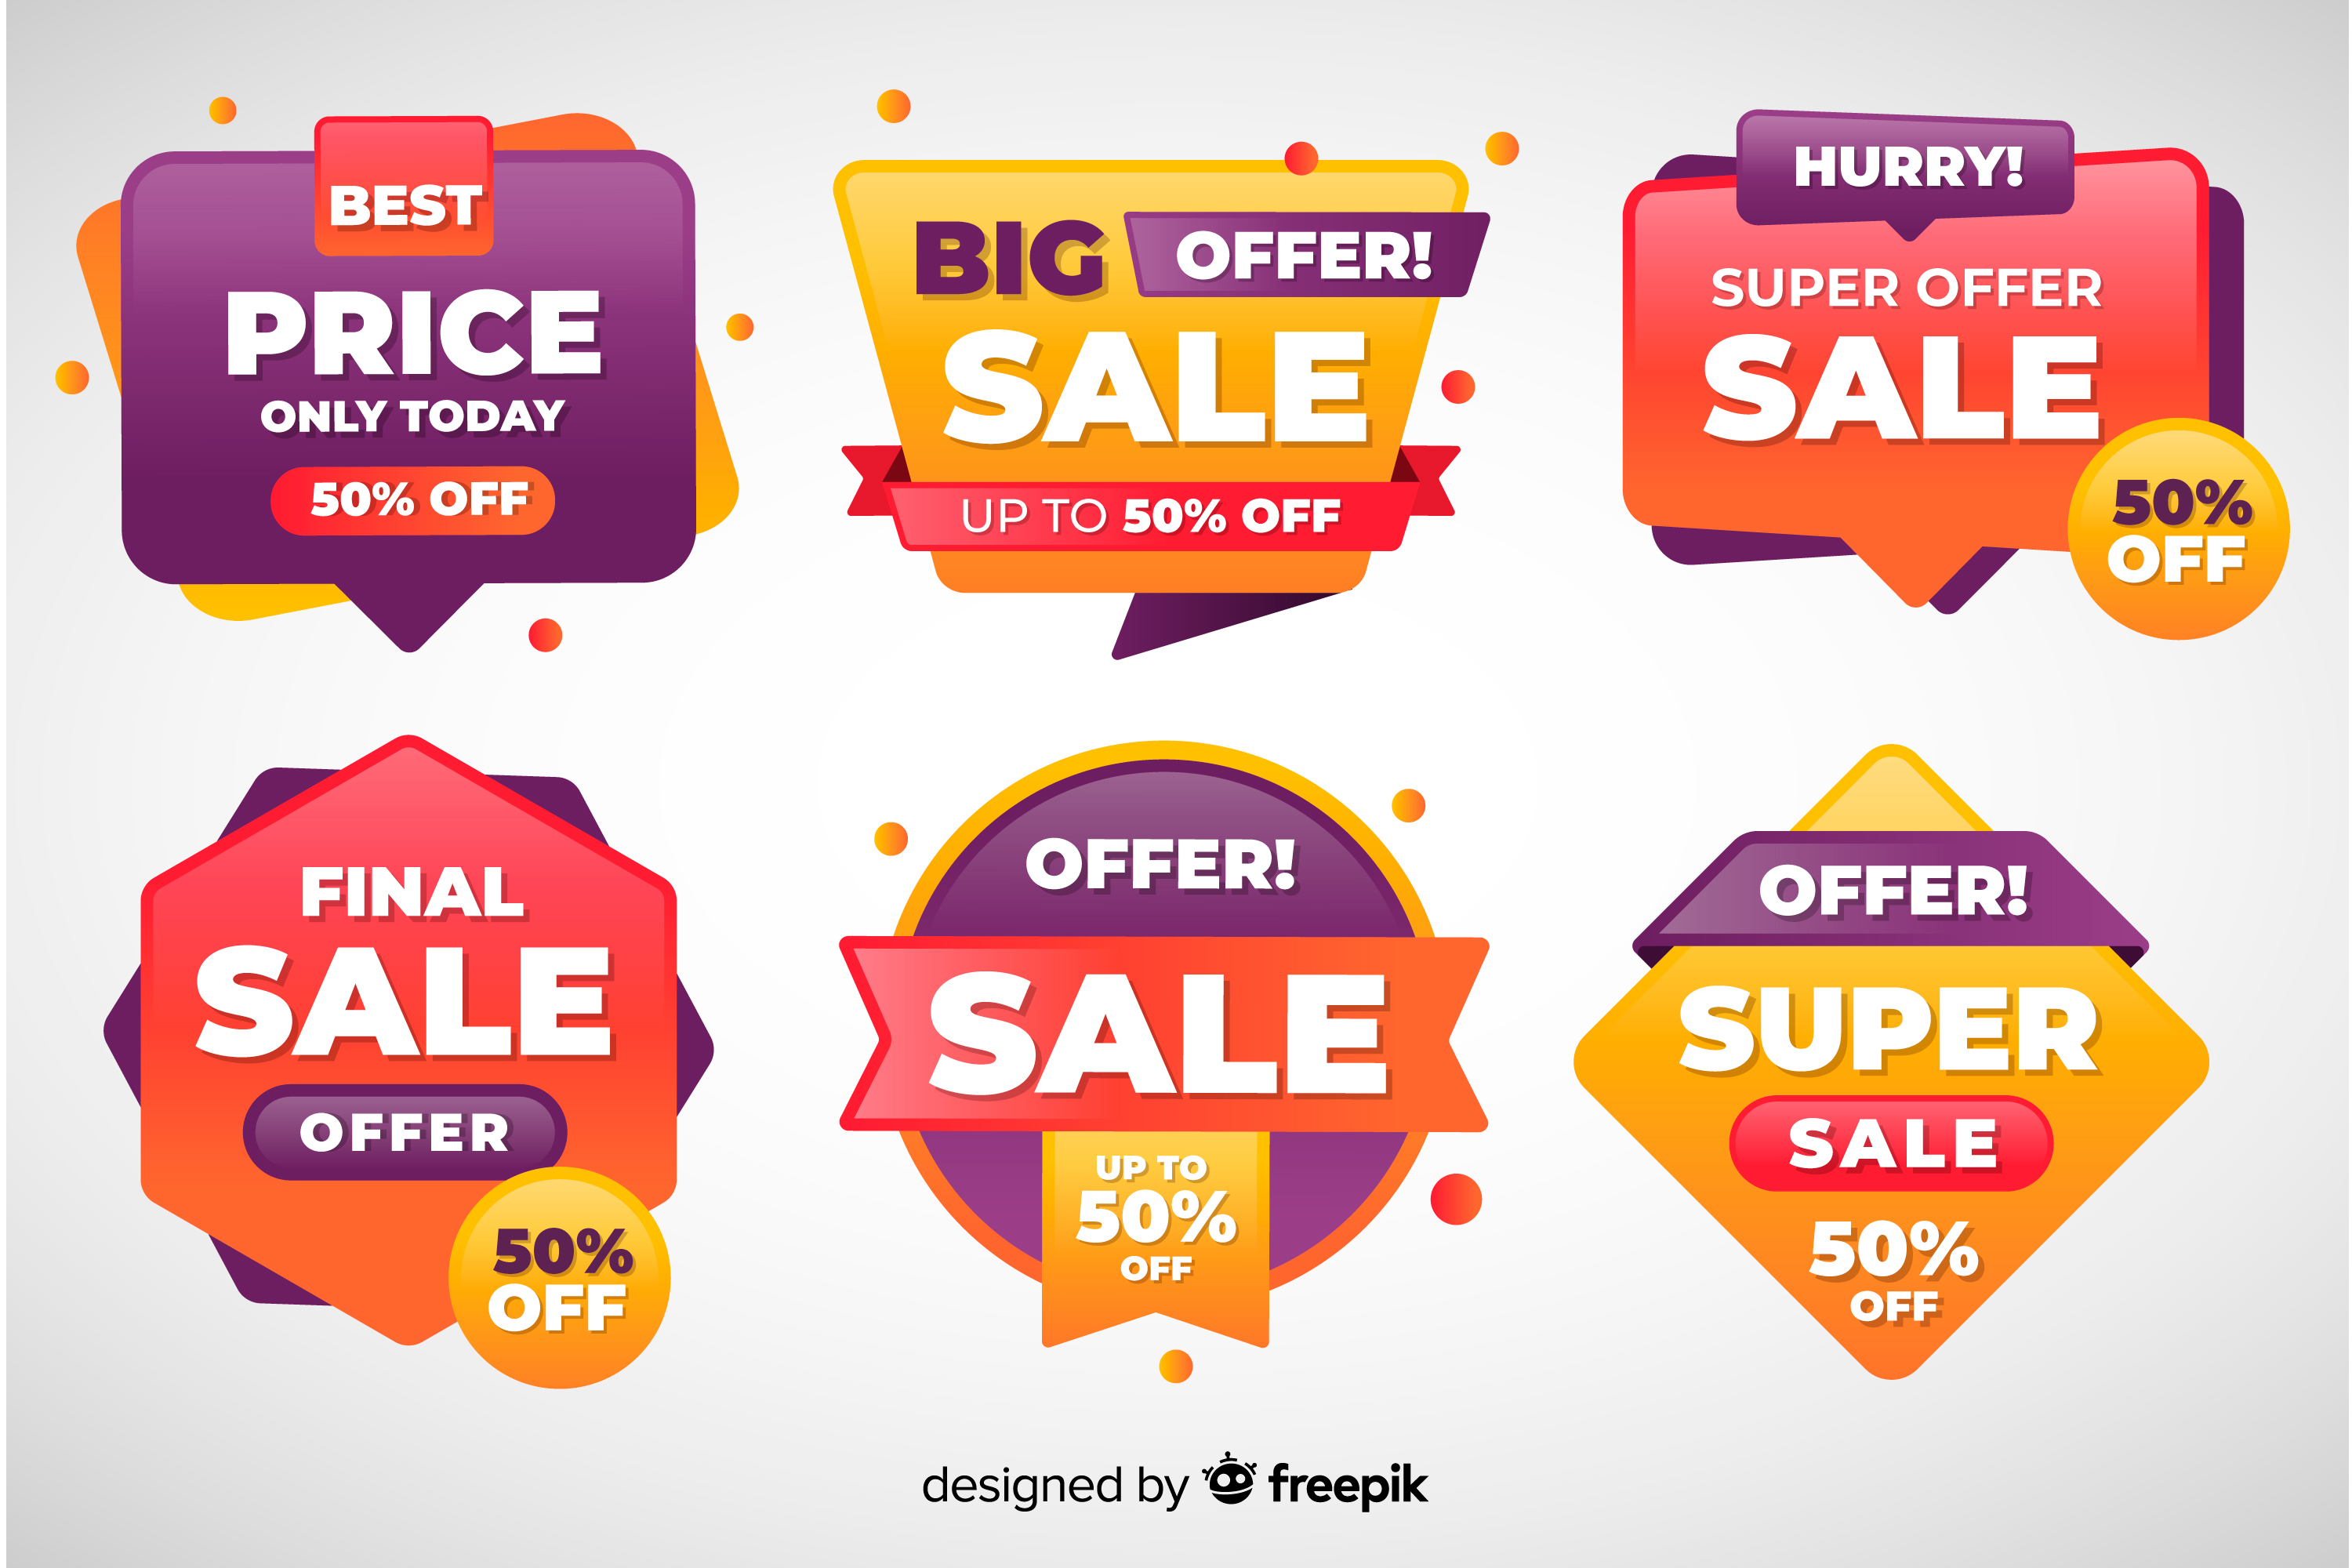 BEST
PRICE
ONLY TODAY
50% OFF
BIG OFFER!
SALE
UP TO 50% OFF
HURRY!
SUPER OFFER
SALE
50%
OFF
FINAL
SALE
OFFER
50%
OFF
OFFER!
SALE
UP TO
50%
OFF
OFFER!
SUPER
SALE
50%
OFF
designed by freepik